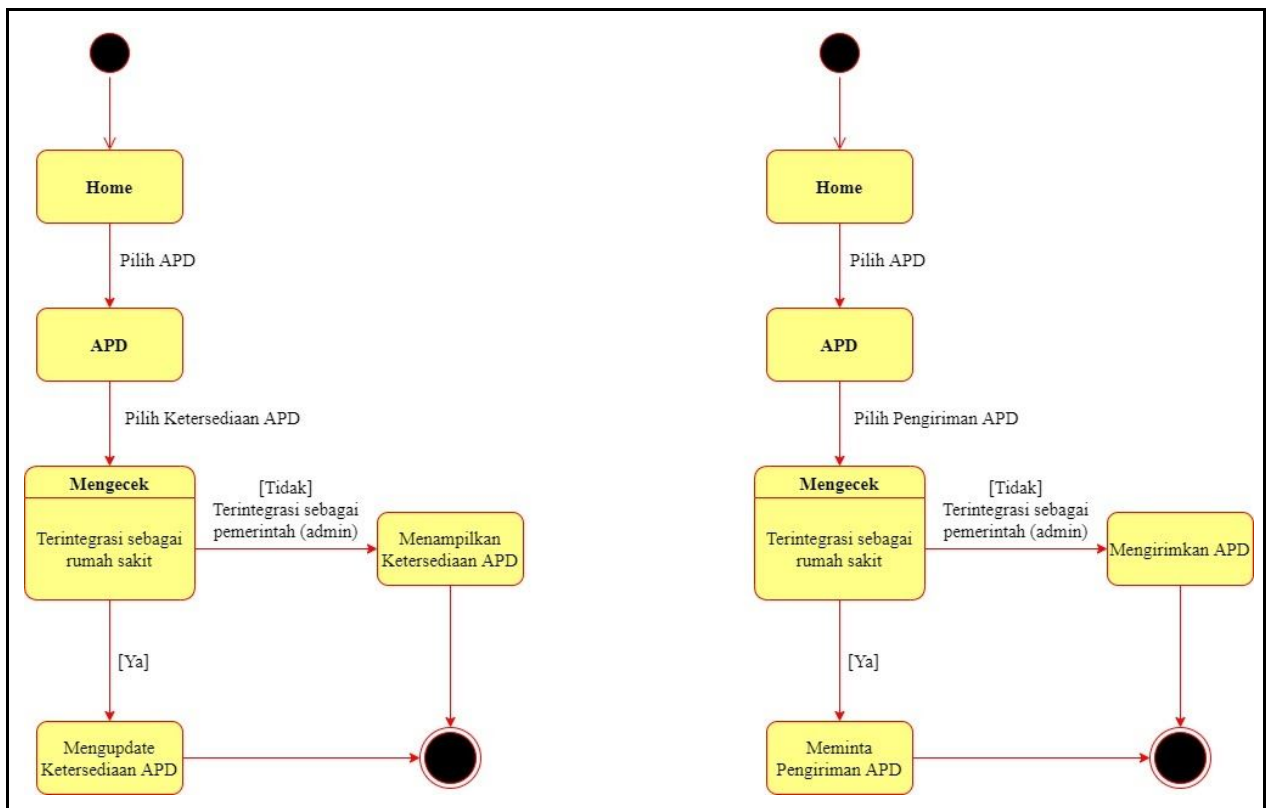 Home
Pilih APD
APD
Pilih Ketersediaan APD
Mengecek
Terintegrasi sebagai
rumah sakit
[Tidak]
Terintegrasi sebagai
pemerintah (admin)
Menampilkan
Ketersediaan APD
[Ya]
Mengupdate
Ketersediaan APD
Home
Pilih APD
APD
Pilih Pengiriman APD
Mengecek
Terintegrasi sebagai
rumah sakit
[Tidak]
Terintegrasi sebagai
pemerintah (admin)
Mengirimkan APD
[Ya]
Meminta
Pengiriman APD